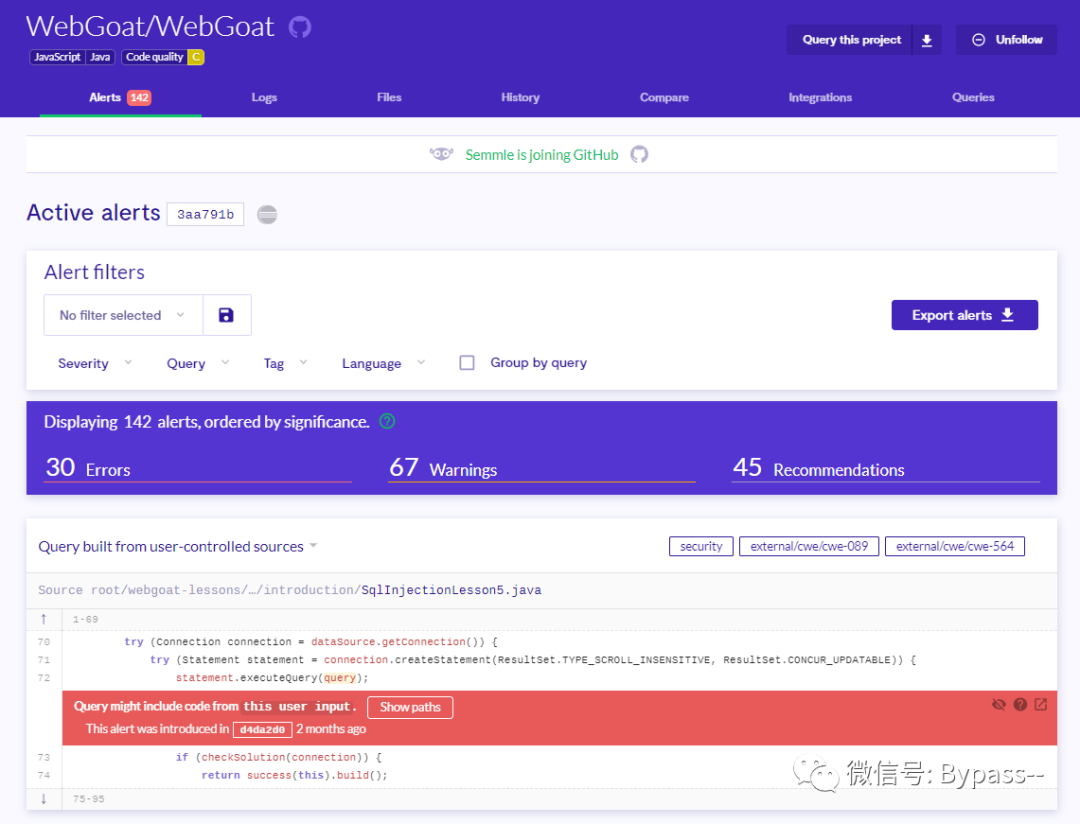 WebGoat/WebGoat
JavaScript Java Code quality C
Query this project Unfollow
Alerts 142 Logs Files History Compare Integrations Queries
Semmle is joining GitHub
Active alerts 3aa791b
Alert filters
No filter selected
Export alerts
Severity Query Tag Language Group by query
Displaying 142 alerts, ordered by significance. ?
30 Errors 67 Warnings 45 Recommendations
Query built from user-controlled sources security external/cwe/cwe-089 external/cwe/cwe-564
Source root/webgoat-lessons/…/introduction/SqlInjectionLesson5.java
↑ 1-69
70 try (Connection connection = dataSource.getConnection()) {
71 try (Statement statement = connection.createStatement(ResultSet.TYPE_SCROLL_INSENSITIVE, ResultSet.CONCUR_UPDATABLE)) {
72 statement.executeQuery(query);
Query might include code from this user input. Show paths
This alert was introduced in d4da2d0 2 months ago
73 if (checkSolution(connection)) {
74 return success(this).build();
↓ 75-95
微信号: Bypass--